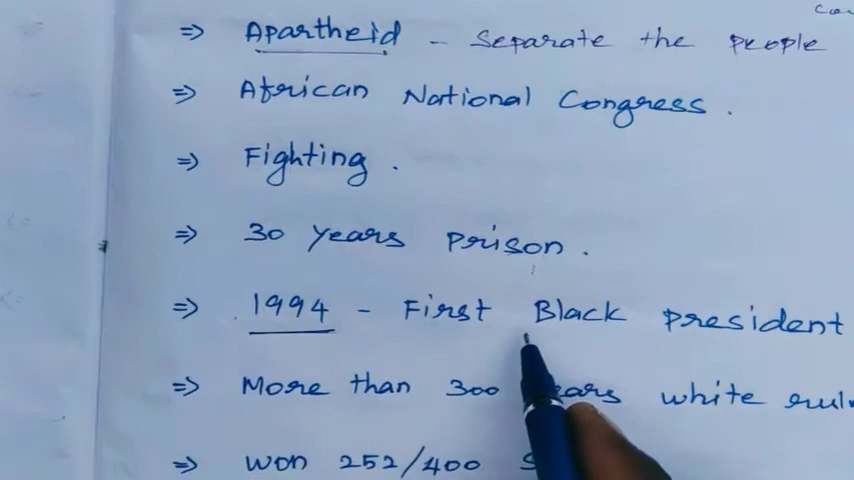 ⇒ Apartheid - Separate the people
⇒ African National Congress.
⇒ Fighting.
⇒ 30 years prison.
⇒ 1994 - First Black president
⇒ More than 300 white
⇒ won 252/400